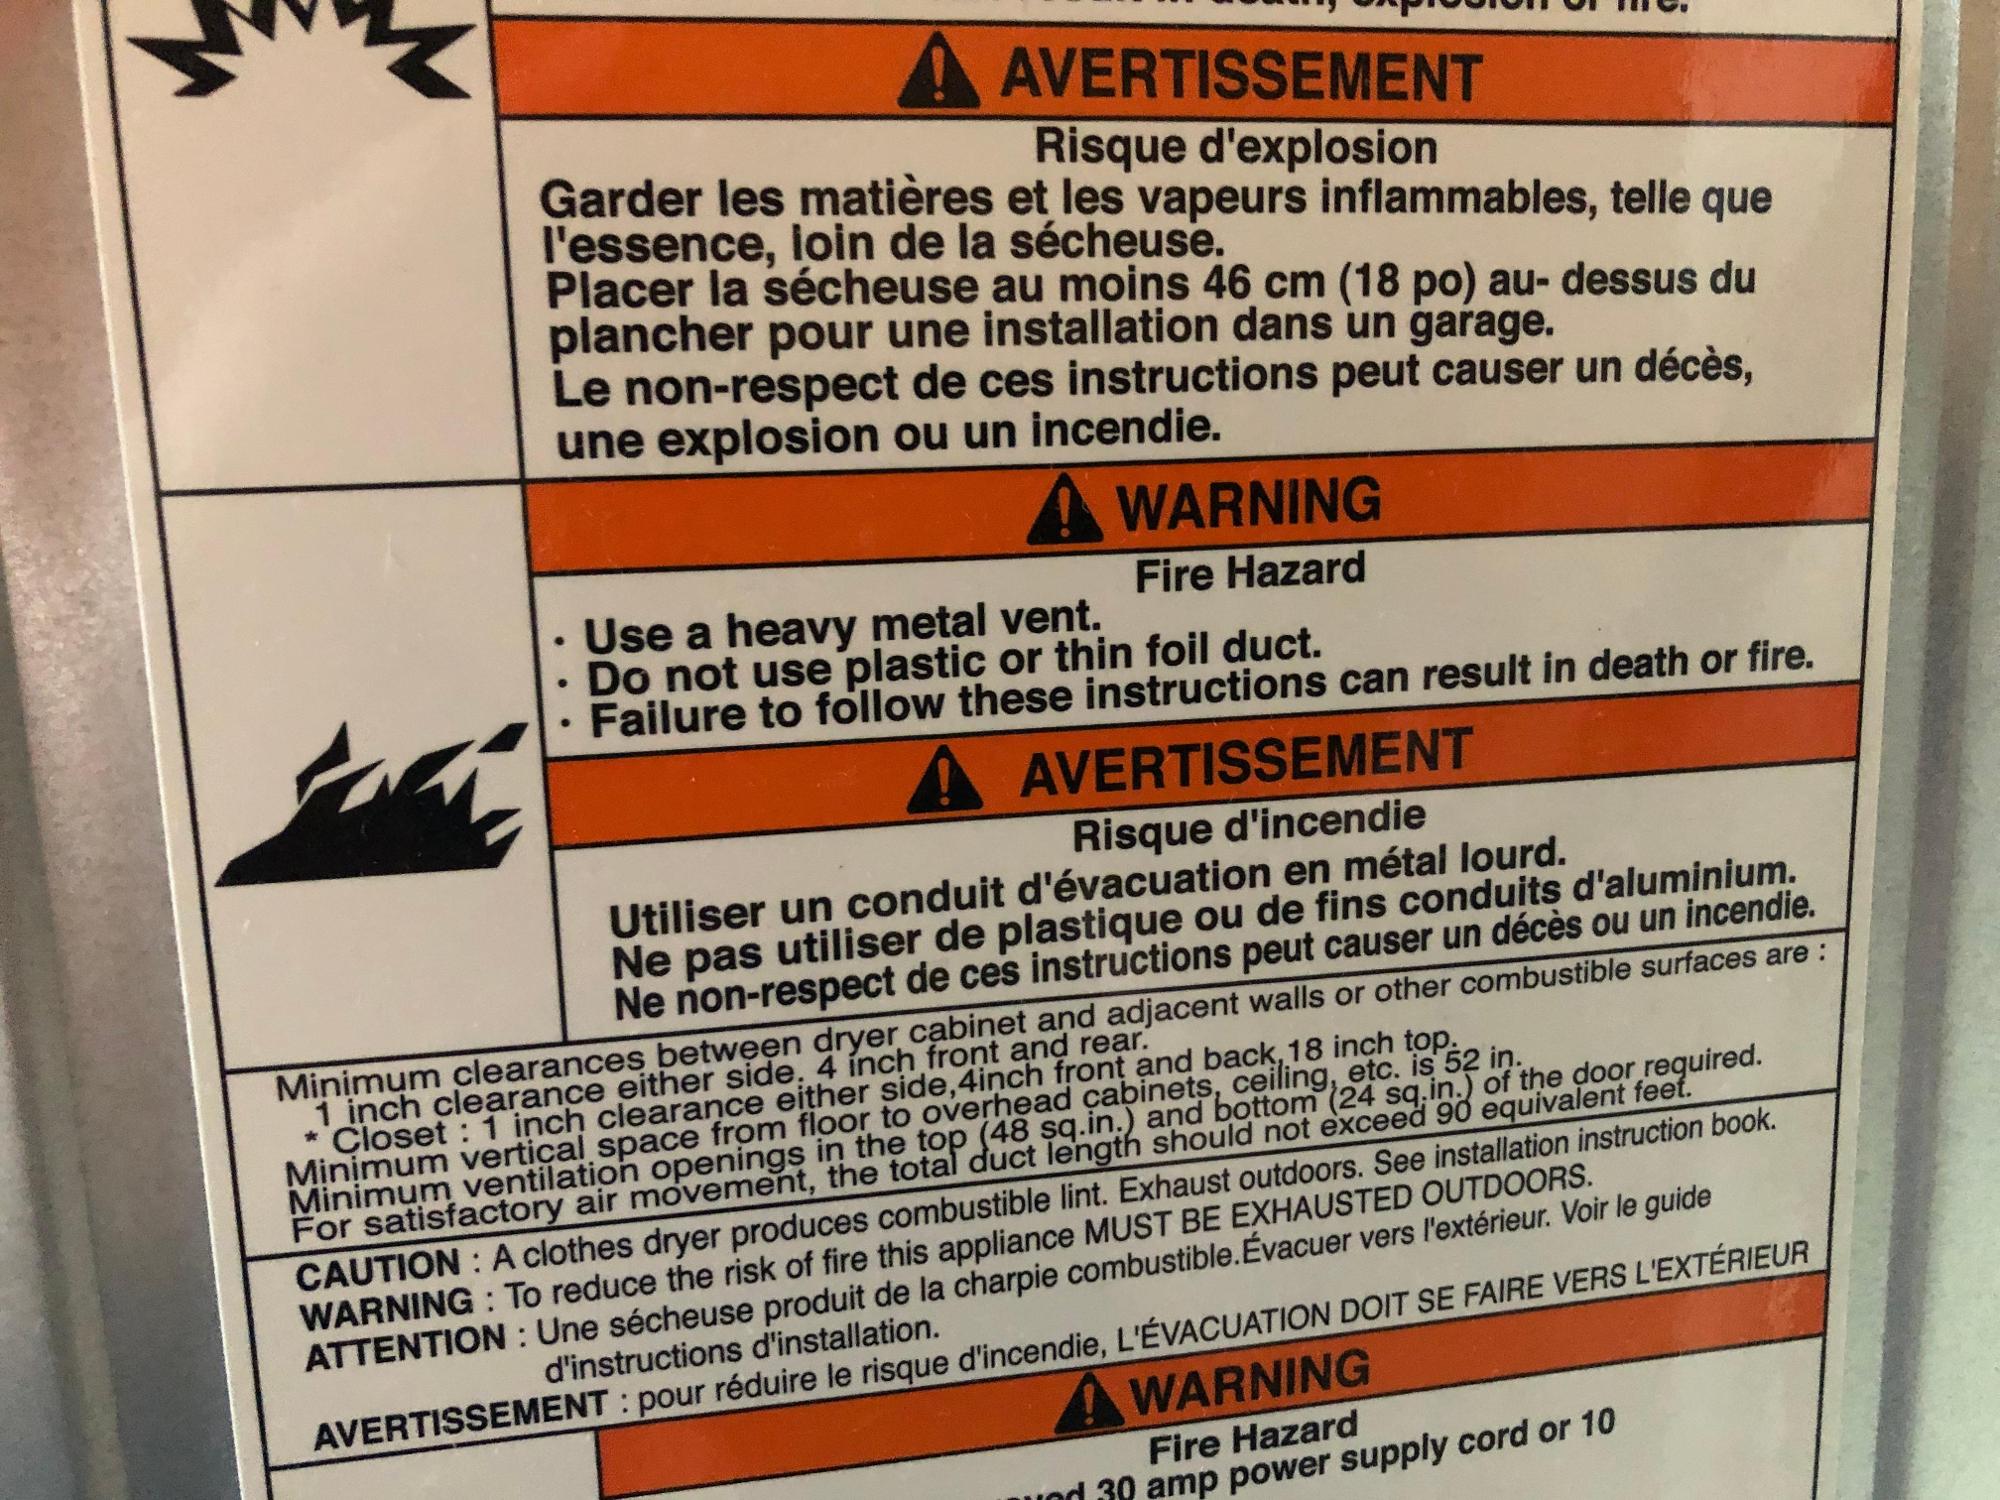 death, explosion or fire.
AVERTISSEMENT
Risque d'explosion
Garder les matières et les vapeurs inflammables, telle que
l'essence, loin de la sécheuse.
Placer la sécheuse au moins 46 cm (18 po) au- dessus du
plancher pour une installation dans un garage.
Le non-respect de ces instructions peut causer un décès,
une explosion ou un incendie.
WARNING
Fire Hazard
· Use a heavy metal vent.
· Do not use plastic or thin foil duct.
· Failure to follow these instructions can result in death or fire.
AVERTISSEMENT
Risque d'incendie
Utiliser un conduit d'évacuation en métal lourd.
Ne pas utiliser de plastique ou de fins conduits d'aluminium.
Ne non-respect de ces instructions peut causer un décès ou un incendie.
Minimum clearances between dryer cabinet and adjacent walls or other combustible surfaces are :
1 inch clearance either side. 4 inch front and rear.
* Closet : 1 inch clearance either side,4inch front and back,18 inch top.
Minimum vertical space from floor to overhead cabinets, ceiling, etc. is 52 in.
Minimum ventilation openings in the top (48 sq.in.) and bottom (24 sq.in.) of the door required.
For satisfactory air movement, the total duct length should not exceed 90 equivalent feet.
CAUTION : A clothes dryer produces combustible lint. Exhaust outdoors. See installation instruction book.
WARNING : To reduce the risk of fire this appliance MUST BE EXHAUSTED OUTDOORS.
ATTENTION : Une sécheuse produit de la charpie combustible.Évacuer vers l'extérieur. Voir le guide
d'instructions d'installation.
AVERTISSEMENT : pour réduire le risque d'incendie, L'ÉVACUATION DOIT SE FAIRE VERS L'EXTÉRIEUR
WARNING
Fire Hazard
30 amp power supply cord or 10